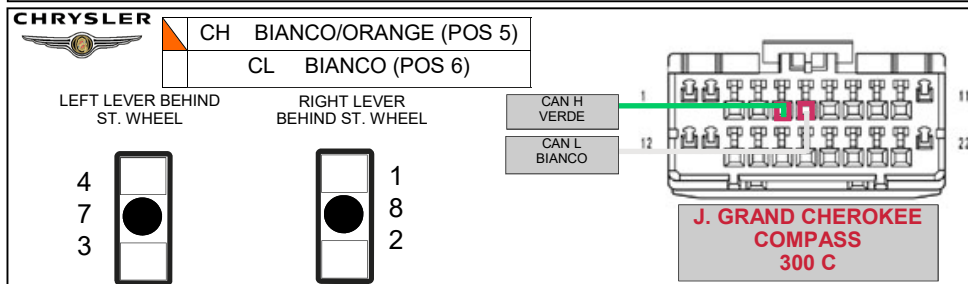 CHRYSLER
CH BIANCO/ORANGE (POS 5)
CL BIANCO (POS 6)
LEFT LEVER BEHIND
ST. WHEEL
RIGHT LEVER
BEHIND ST. WHEEL
4
7
3
1
8
2
CAN H
VERDE
CAN L
BIANCO
1
11
12
22
J. GRAND CHEROKEE
COMPASS
300 C